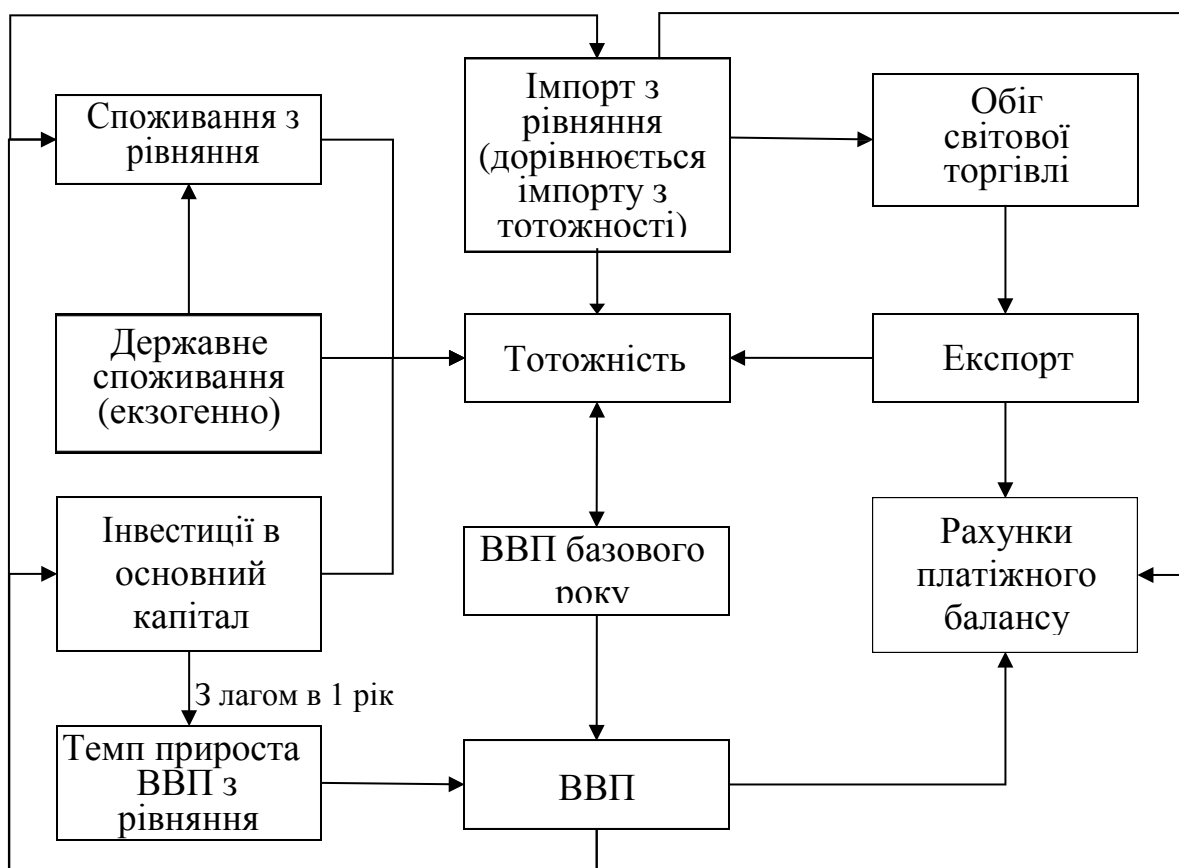 Споживання з
рівняння
Імпорт з
рівняння
(дорівнюється
імпорту з
тотожності)
Обіг
світової
торгівлі
Державне
споживання
(екзогенно)
Тотожність
Експорт
Інвестиції в
основний
капітал
ВВП базового
року
Рахунки
платіжного
балансу
З лагом в 1 рік
Темп прироста
ВВП з
рівняння
ВВП